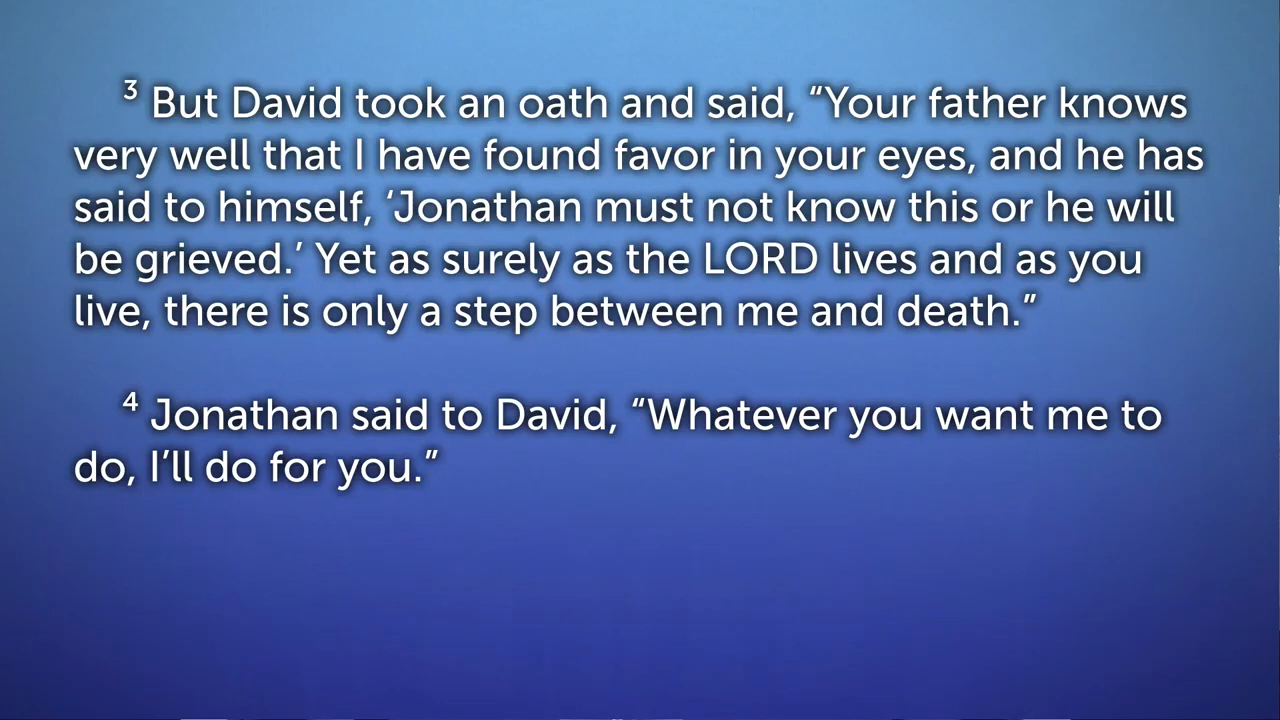 ³ But David took an oath and said, “Your father knows
very well that I have found favor in your eyes, and he has
said to himself, ‘Jonathan must not know this or he will
be grieved.’ Yet as surely as the LORD lives and as you
live, there is only a step between me and death.”
⁴ Jonathan said to David, “Whatever you want me to
do, I’ll do for you.”